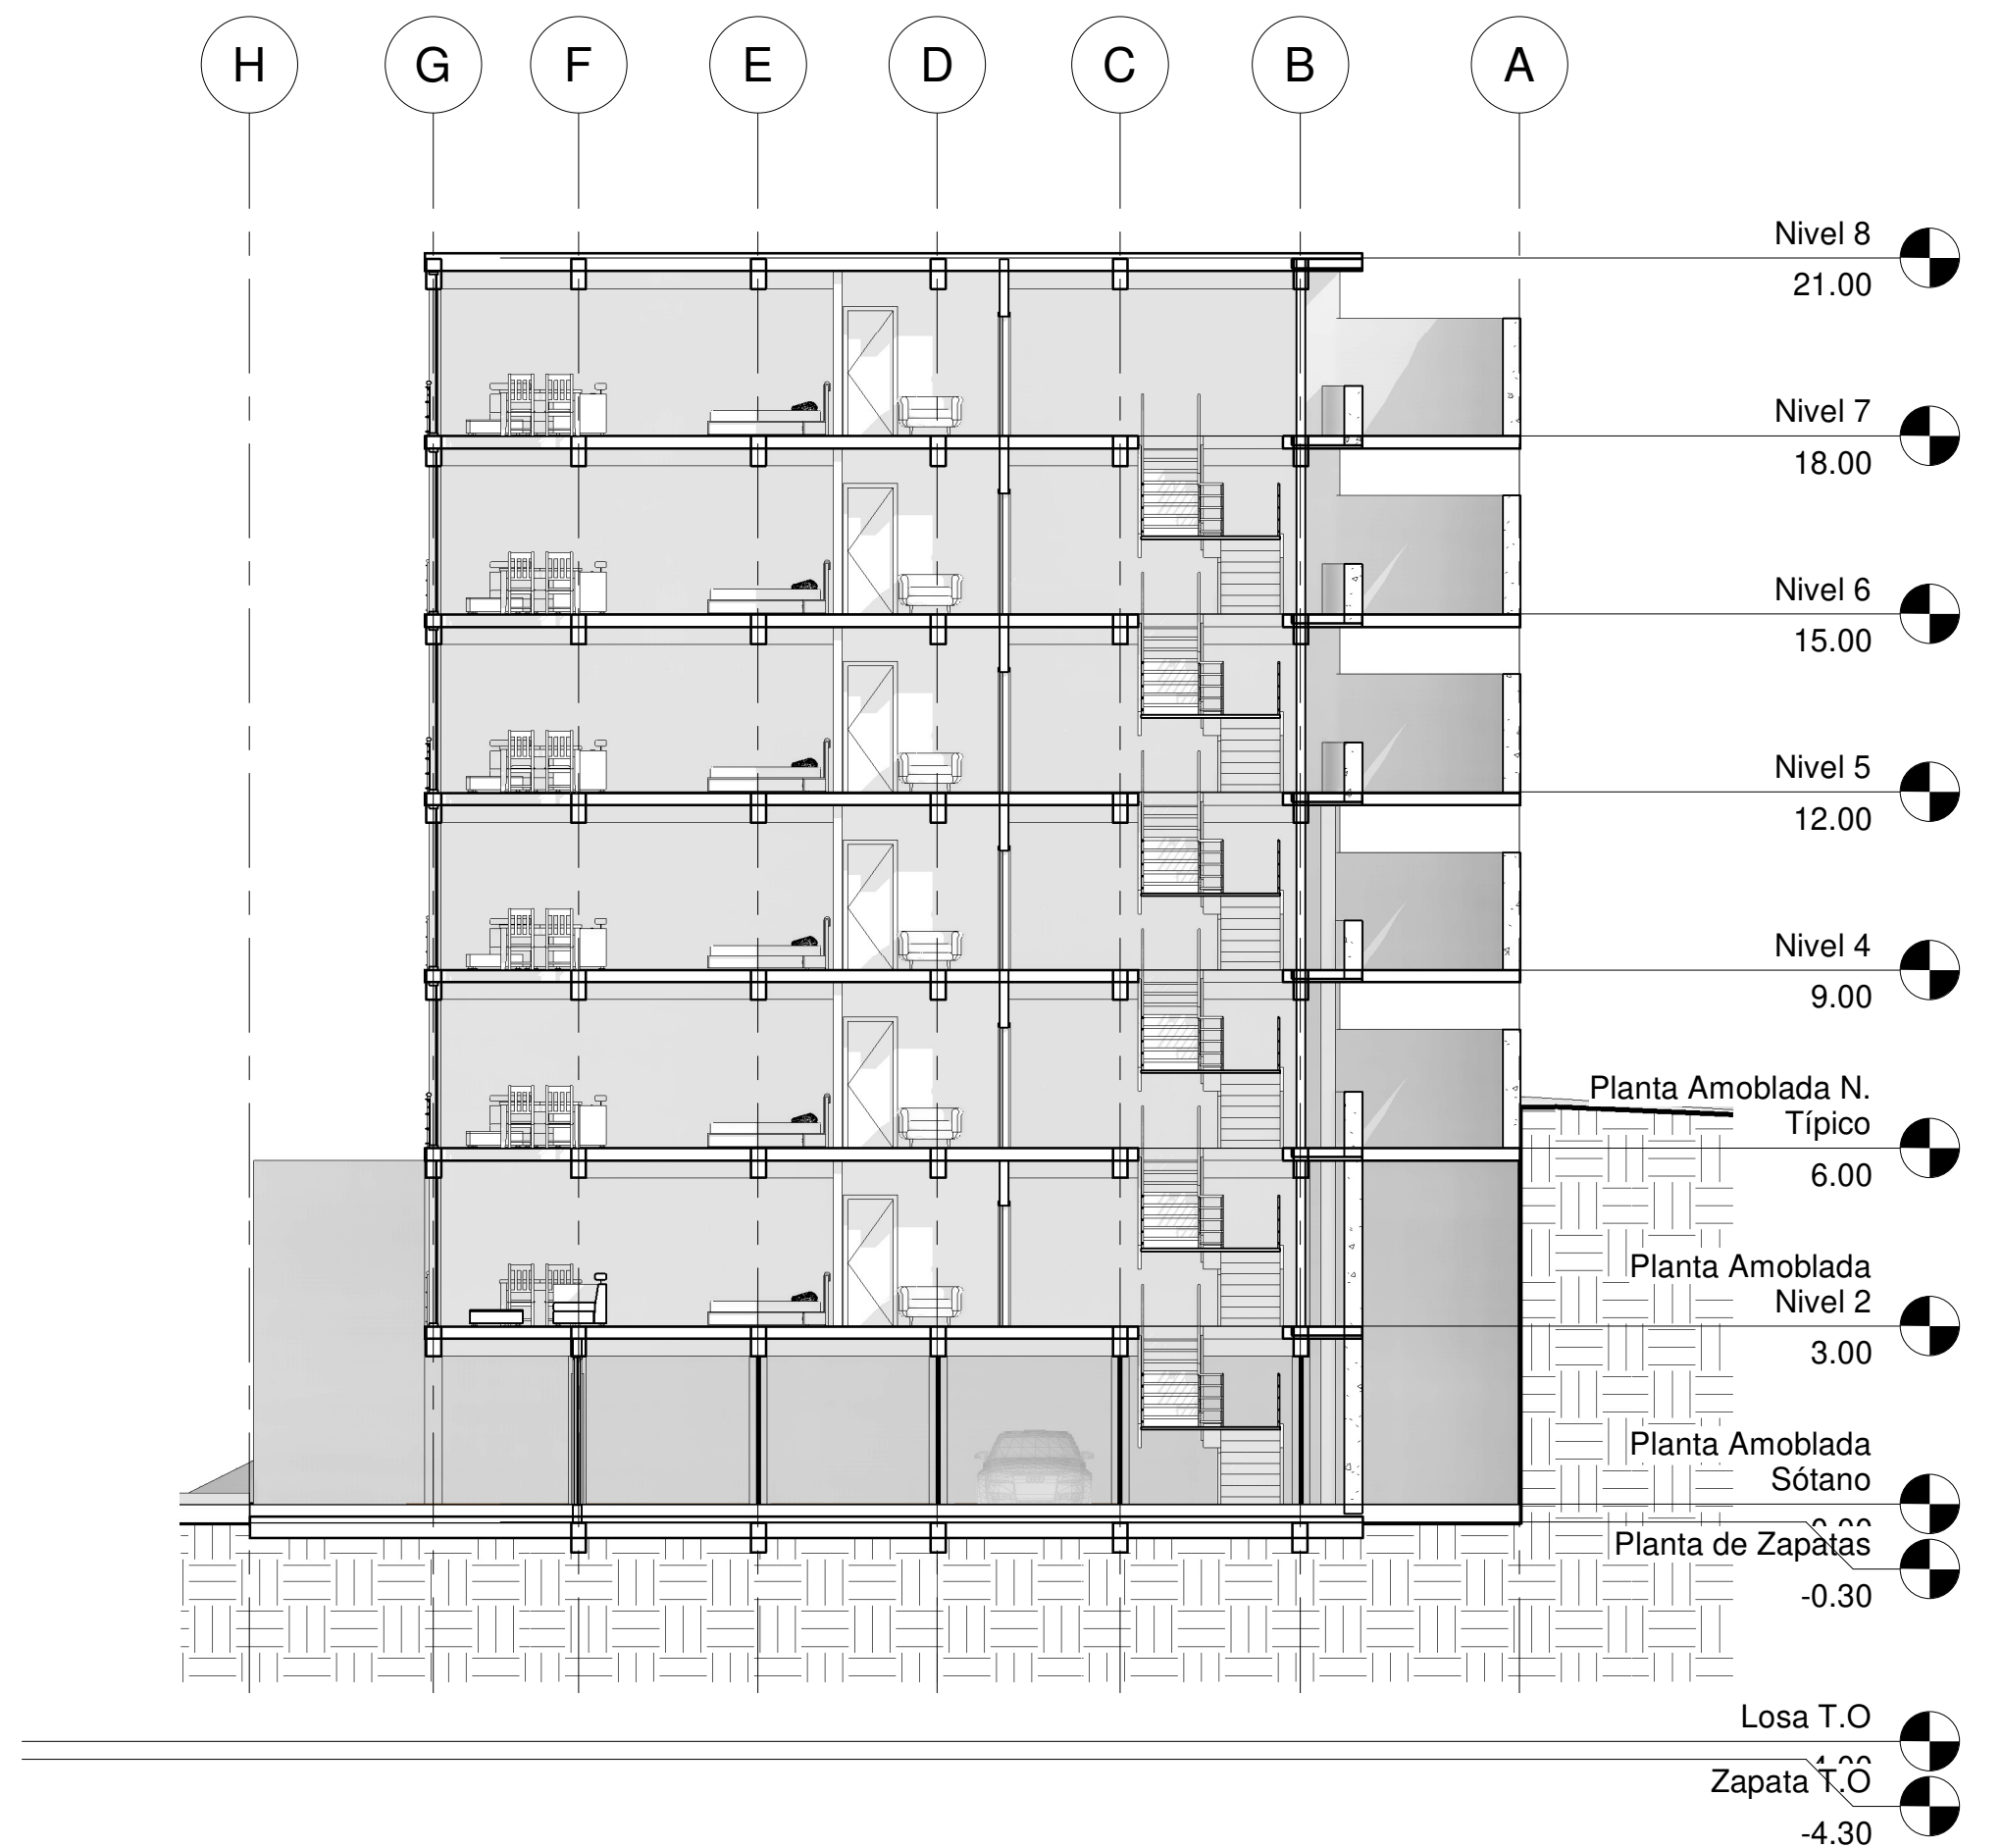 H G F E D C B A
Nivel 8
21.00
Nivel 7
18.00
Nivel 6
15.00
Nivel 5
12.00
Nivel 4
9.00
Planta Amoblada N.
Típico
6.00
Planta Amoblada
Nivel 2
3.00
Planta Amoblada
Sótano
Planta de Zapatas
-0.30
Losa T.O
Zapata T.O
-4.30